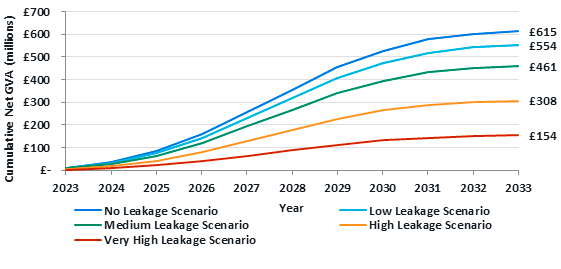 £700
£600
£500
£400
£300
£200
£100
£-
Cumulative Net GVA (millions)
£615
£554
£461
£308
£154
2023 2024 2025 2026 2027 2028 2029 2030 2031 2032 2033
Year
No Leakage Scenario
Low Leakage Scenario
Medium Leakage Scenario
High Leakage Scenario
Very High Leakage Scenario